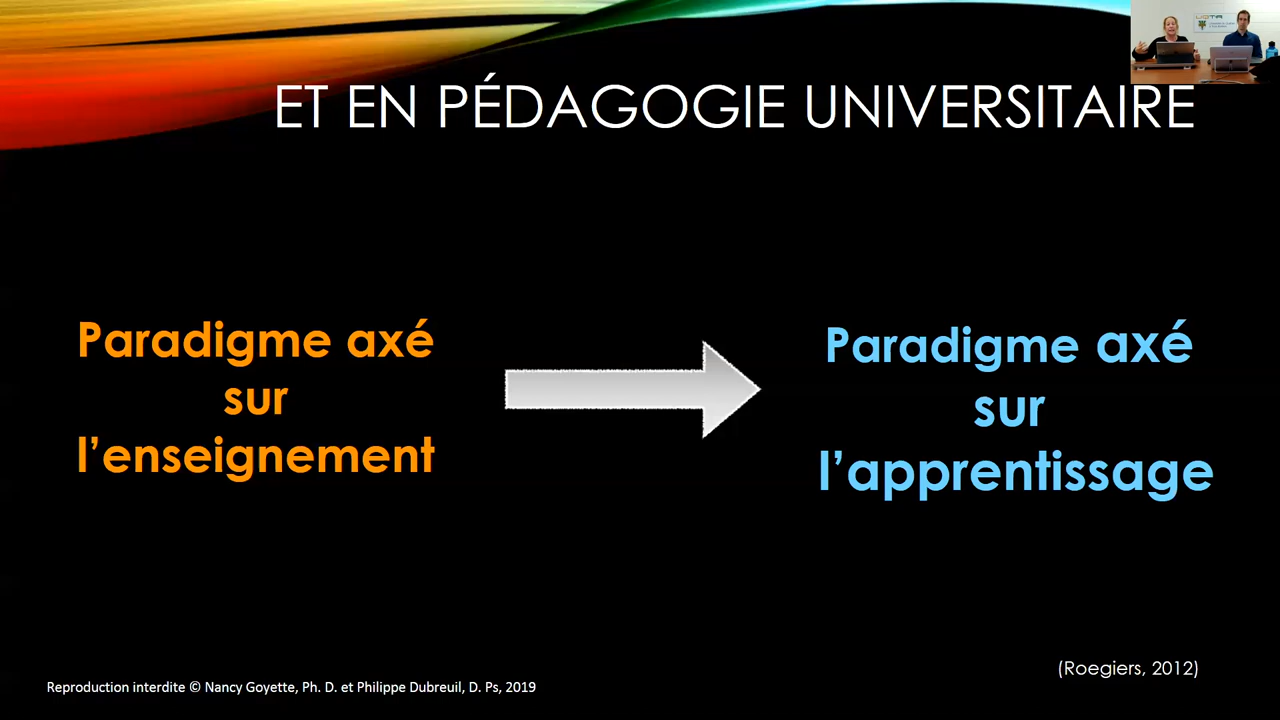 ET EN PÉDAGOGIE UNIVERSITAIRE
Paradigme axé
sur
l’enseignement
Paradigme axé
sur
l’apprentissage
(Roegiers, 2012)
Reproduction interdite © Nancy Goyette, Ph. D. et Philippe Dubreuil, D. Ps, 2019
UQTR